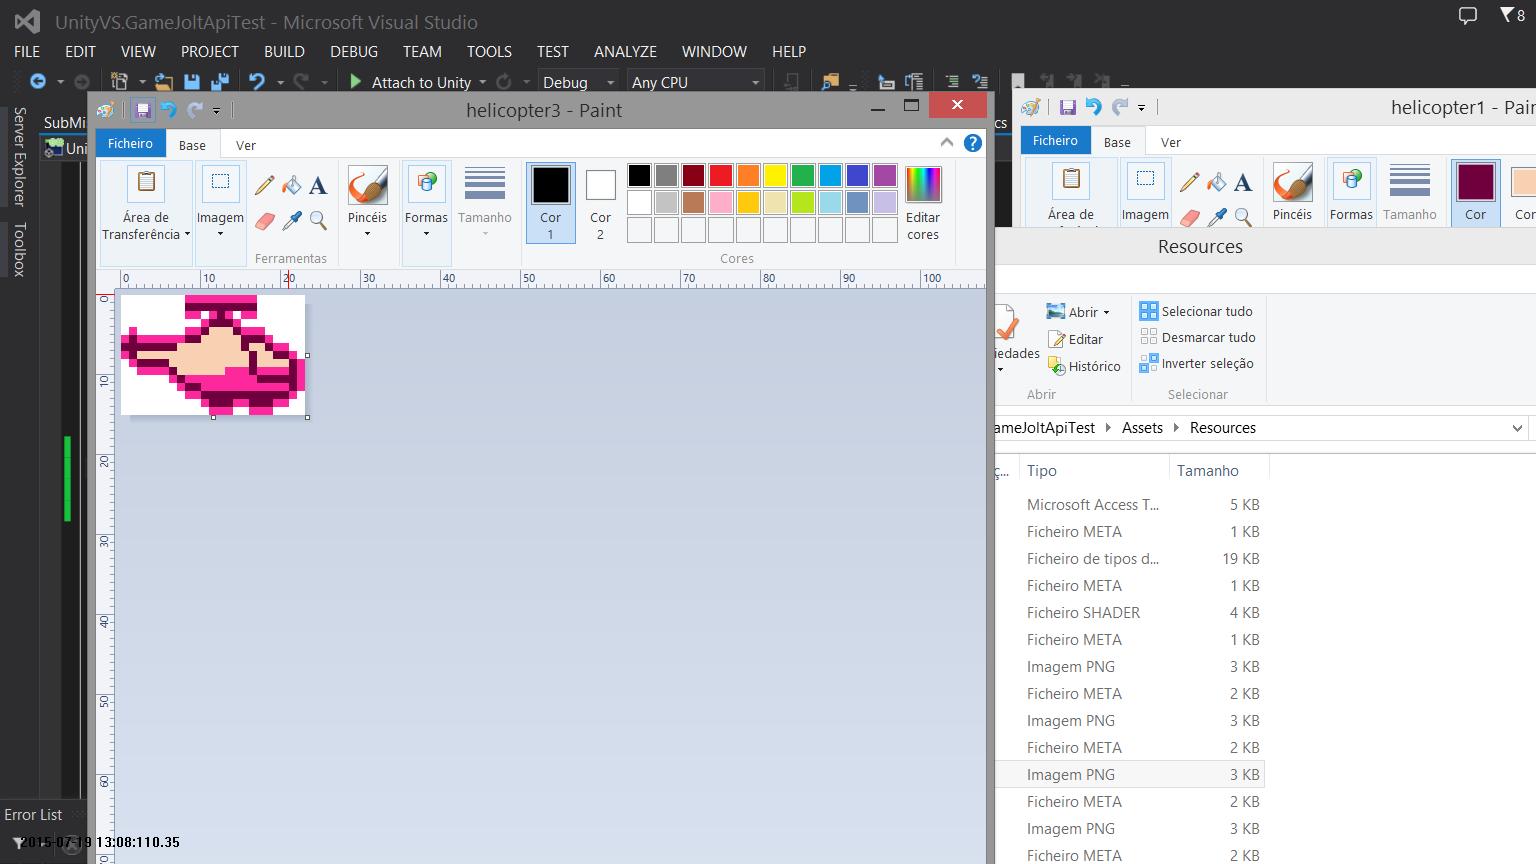 UnityVS.GameJoltApiTest - Microsoft Visual Studio
8
FILE EDIT VIEW PROJECT BUILD DEBUG TEAM TOOLS TEST ANALYZE WINDOW HELP
Attach to Unity Debug Any CPU
Server Explorer
Toolbox
SubMi
Uni
cs
helicopter3 - Paint
Ficheiro Base Ver
Área de Transferência
Imagem
Ferramentas
Pincéis
Formas
Tamanho
Cor 1
Cor 2
Editar cores
Cores
0 10 20 30 40 50 60 70 80 90 100
0
10
20
30
40
50
60
helicopter1 - Pain
Ficheiro Base Ver
Área de
Imagem
Pincéis
Formas
Tamanho
Cor
Cor
Resources
iedades
Abrir
Editar
Histórico
Abrir
Selecionar tudo
Desmarcar tudo
Inverter seleção
Selecionar
ameJoltApiTest Assets Resources
ç... Tipo Tamanho
Microsoft Access T... 5 KB
Ficheiro META 1 KB
Ficheiro de tipos d... 19 KB
Ficheiro META 1 KB
Ficheiro SHADER 4 KB
Ficheiro META 1 KB
Imagem PNG 3 KB
Ficheiro META 2 KB
Imagem PNG 3 KB
Ficheiro META 2 KB
Imagem PNG 3 KB
Ficheiro META 2 KB
Imagem PNG 3 KB
Ficheiro META 2 KB
Error List
2015-07-19 13:08:110.35